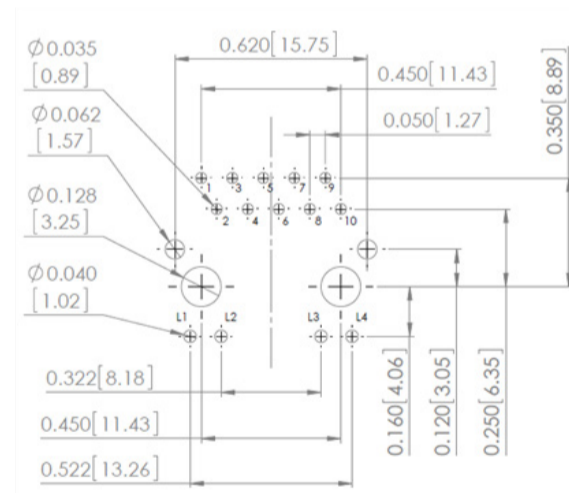 Ø0.035
[0.89]
0.620[15.75]
0.450[11.43]
0.350[8.89]
Ø0.062
[1.57]
0.050[1.27]
1 3 5 7 9
2 4 6 8 10
Ø0.128
[3.25]
Ø0.040
[1.02]
L1 L2 L3 L4
0.322[8.18]
0.450[11.43]
0.522[13.26]
0.160[4.06]
0.120[3.05]
0.250[6.35]